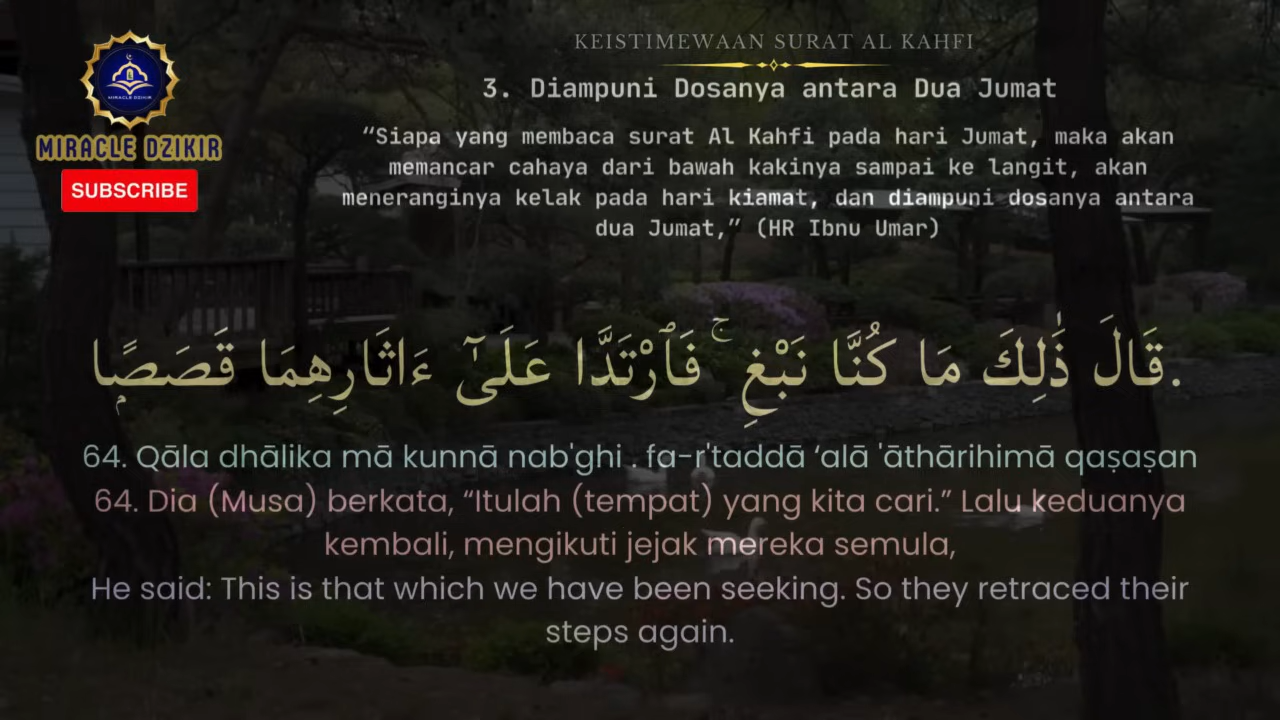 KEISTIMEWAAN SURAT AL KAHFI
3. Diampuni Dosanya antara Dua Jumat
MIRACLE DZIKIR
MIRACLE DZIKIR
SUBSCRIBE
“Siapa yang membaca surat Al Kahfi pada hari Jumat, maka akan
memancar cahaya dari bawah kakinya sampai ke langit, akan
meneranginya kelak pada hari kiamat, dan diampuni dosanya antara
dua Jumat,” (HR Ibnu Umar)
قَالَ ذَٰلِكَ مَا كُنَّا نَبْغِ ۚ فَٱرْتَدَّا عَلَىٰٓ ءَاثَارِهِمَا قَصَصًۭا.
64. Qāla dhālika mā kunnā nab'ghi . fa-r'taddā ‘alā 'āthārihimā qaṣaṣan
64. Dia (Musa) berkata, “Itulah (tempat) yang kita cari.” Lalu keduanya
kembali, mengikuti jejak mereka semula,
He said: This is that which we have been seeking. So they retraced their
steps again.